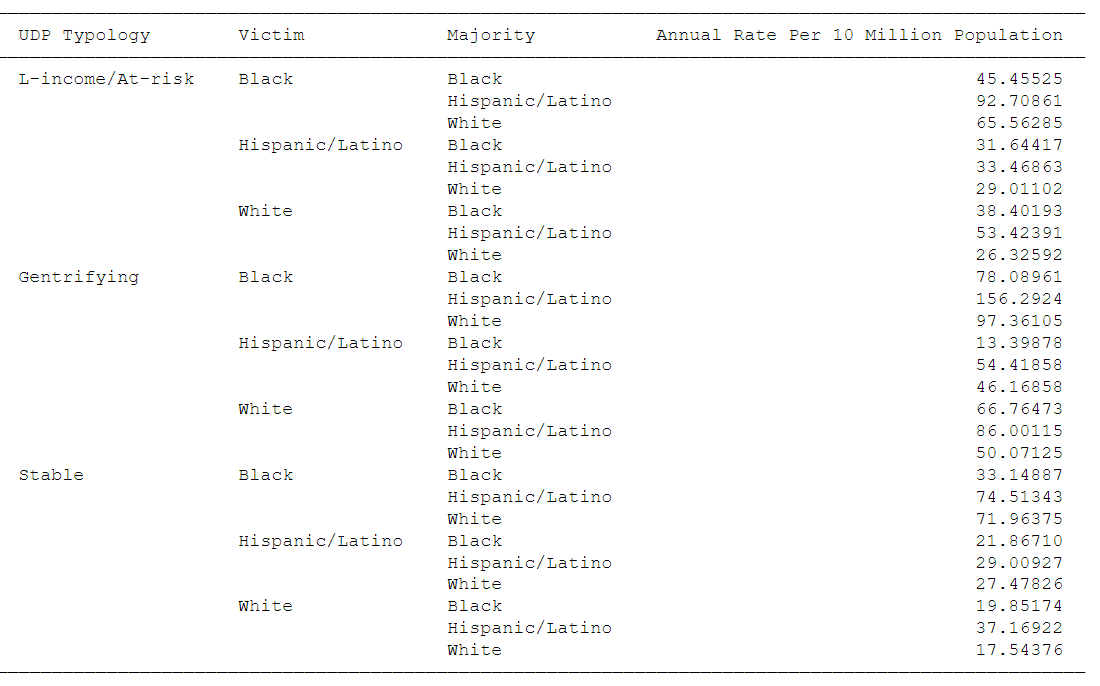 UDP Typology Victim Majority Annual Rate Per 10 Million Population
L-income/At-risk Black Black 45.45525
Hispanic/Latino 92.70861
White 65.56285
Hispanic/Latino Black 31.64417
Hispanic/Latino 33.46863
White 29.01102
White Black 38.40193
Hispanic/Latino 53.42391
White 26.32592
Gentrifying Black Black 78.08961
Hispanic/Latino 156.2924
White 97.36105
Hispanic/Latino Black 13.39878
Hispanic/Latino 54.41858
White 46.16858
White Black 66.76473
Hispanic/Latino 86.00115
White 50.07125
Stable Black Black 33.14887
Hispanic/Latino 74.51343
White 71.96375
Hispanic/Latino Black 21.86710
Hispanic/Latino 29.00927
White 27.47826
White Black 19.85174
Hispanic/Latino 37.16922
White 17.54376